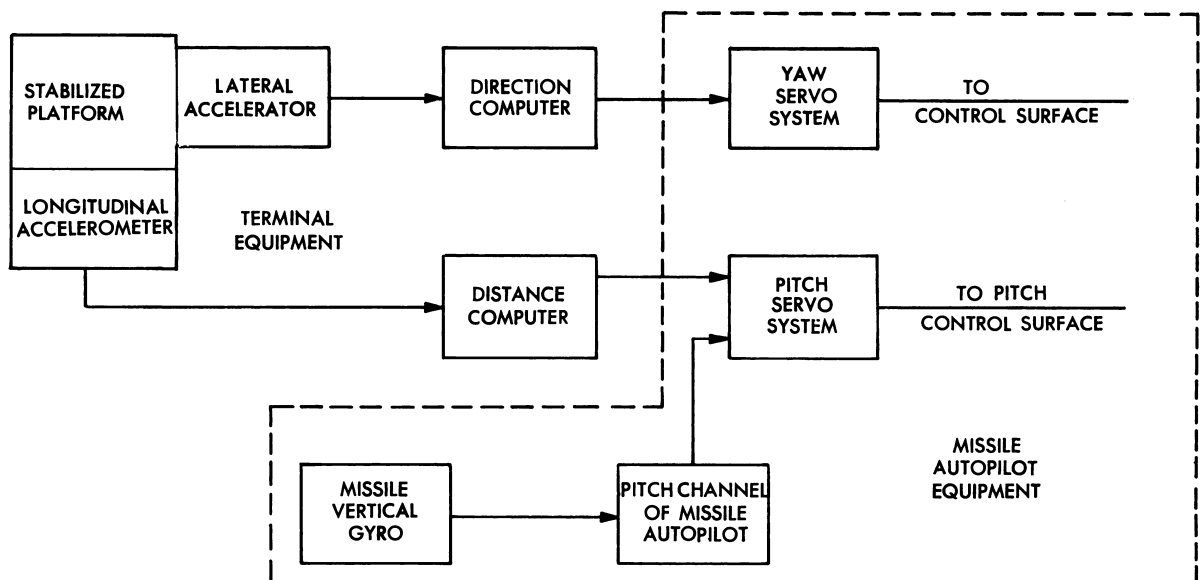 STABILIZED
PLATFORM
LATERAL
ACCELERATOR
DIRECTION
COMPUTER
YAW
SERVO
SYSTEM
TO
CONTROL SURFACE
LONGITUDINAL
ACCELEROMETER
TERMINAL
EQUIPMENT
DISTANCE
COMPUTER
PITCH
SERVO
SYSTEM
TO PITCH
CONTROL SURFACE
MISSILE
VERTICAL
GYRO
PITCH CHANNEL
OF MISSILE
AUTOPILOT
MISSILE
AUTOPILOT
EQUIPMENT